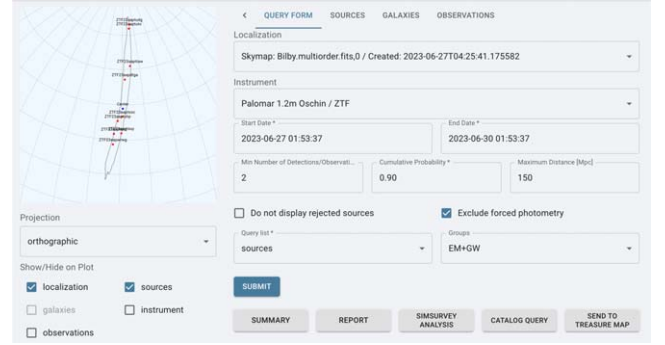 QUERY FORM SOURCES GALAXIES OBSERVATIONS
Localization
Skymap: Bilby.multiorder.fits,0 / Created: 2023-06-27T04:25:41.175582
Instrument
Palomar 1.2m Oschin / ZTF
Start Date * End Date *
2023-06-27 01:53:37 2023-06-30 01:53:37
Min Number of Detections/Observati... Cumulative Probability * Maximum Distance [Mpc]
2 0.90 150
Projection
Do not display rejected sources Exclude forced photometry
orthographic
Query list * Groups
sources EM+GW
Show/Hide on Plot
localization sources
SUBMIT
galaxies instrument
SUMMARY REPORT SIMSURVEY ANALYSIS CATALOG QUERY SEND TO TREASURE MAP
observations